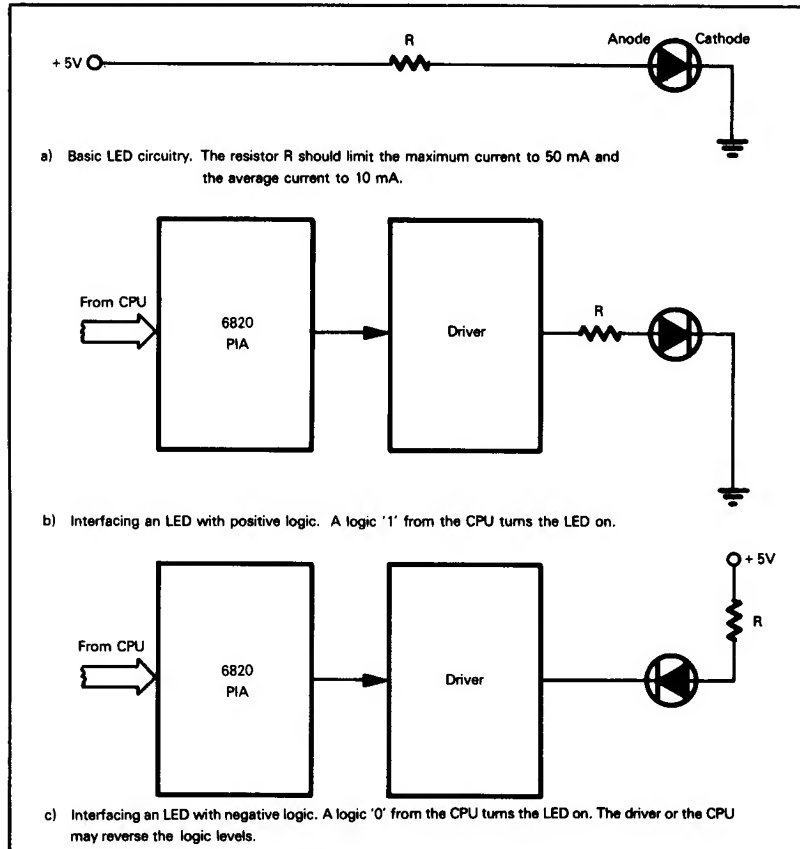 R
Anode Cathode
+ 5V
a) Basic LED circuitry. The resistor R should limit the maximum current to 50 mA and
the average current to 10 mA.
From CPU
6820
PIA
Driver
R
b) Interfacing an LED with positive logic. A logic '1' from the CPU turns the LED on.
+ 5V
R
From CPU
6820
PIA
Driver
c) Interfacing an LED with negative logic. A logic '0' from the CPU turns the LED on. The driver or the CPU
may reverse the logic levels.